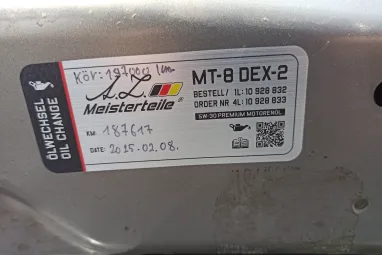 Köv: 197000 km
A.Z.
Meisterteile®
MT-8 DEX-2
BESTELL/ 1L: 10 928 832
ORDER NR 4L: 10 928 833
5W-30 PREMIUM MOTORENÖL
ÖLWECHSEL
OIL CHANGE
KM: 187617
DATE: 2015.02.08.